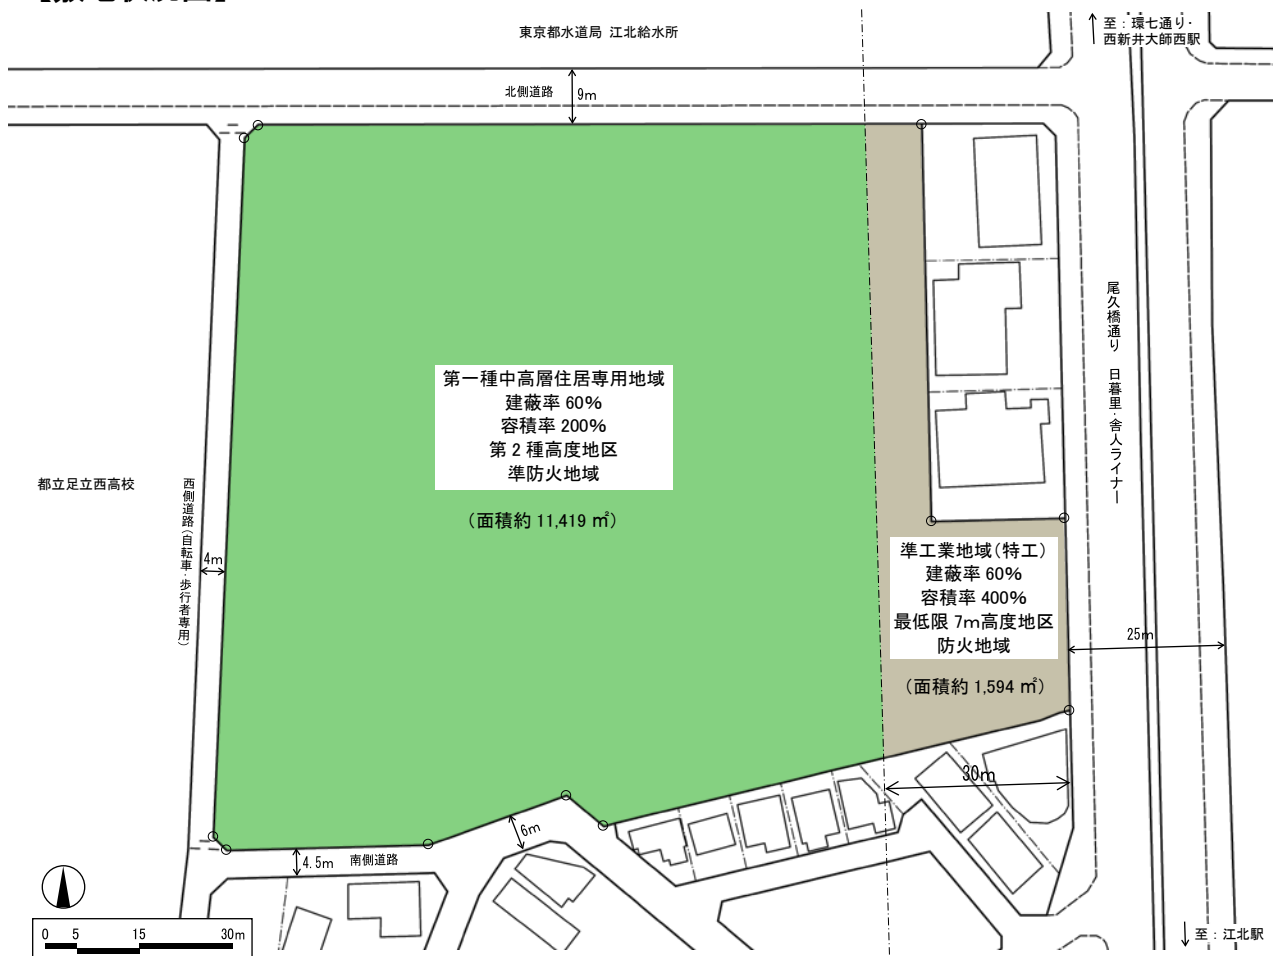 東京都水道局 江北給水所
至：環七通り・
西新井大師西駅
北側道路
9m
尾久橋通り 日暮里・舎人ライナー
第一種中高層住居専用地域
建蔽率 60%
容積率 200%
第2種高度地区
準防火地域
（面積約 11,419 ㎡）
都立足立西高校
西側道路（自転車・歩行者専用）
4m
準工業地域（特工）
建蔽率 60%
容積率 400%
最低限 7m高度地区
防火地域
（面積約 1,594 ㎡）
25m
30m
6m
4.5m
南側道路
0 5 15 30m
至：江北駅